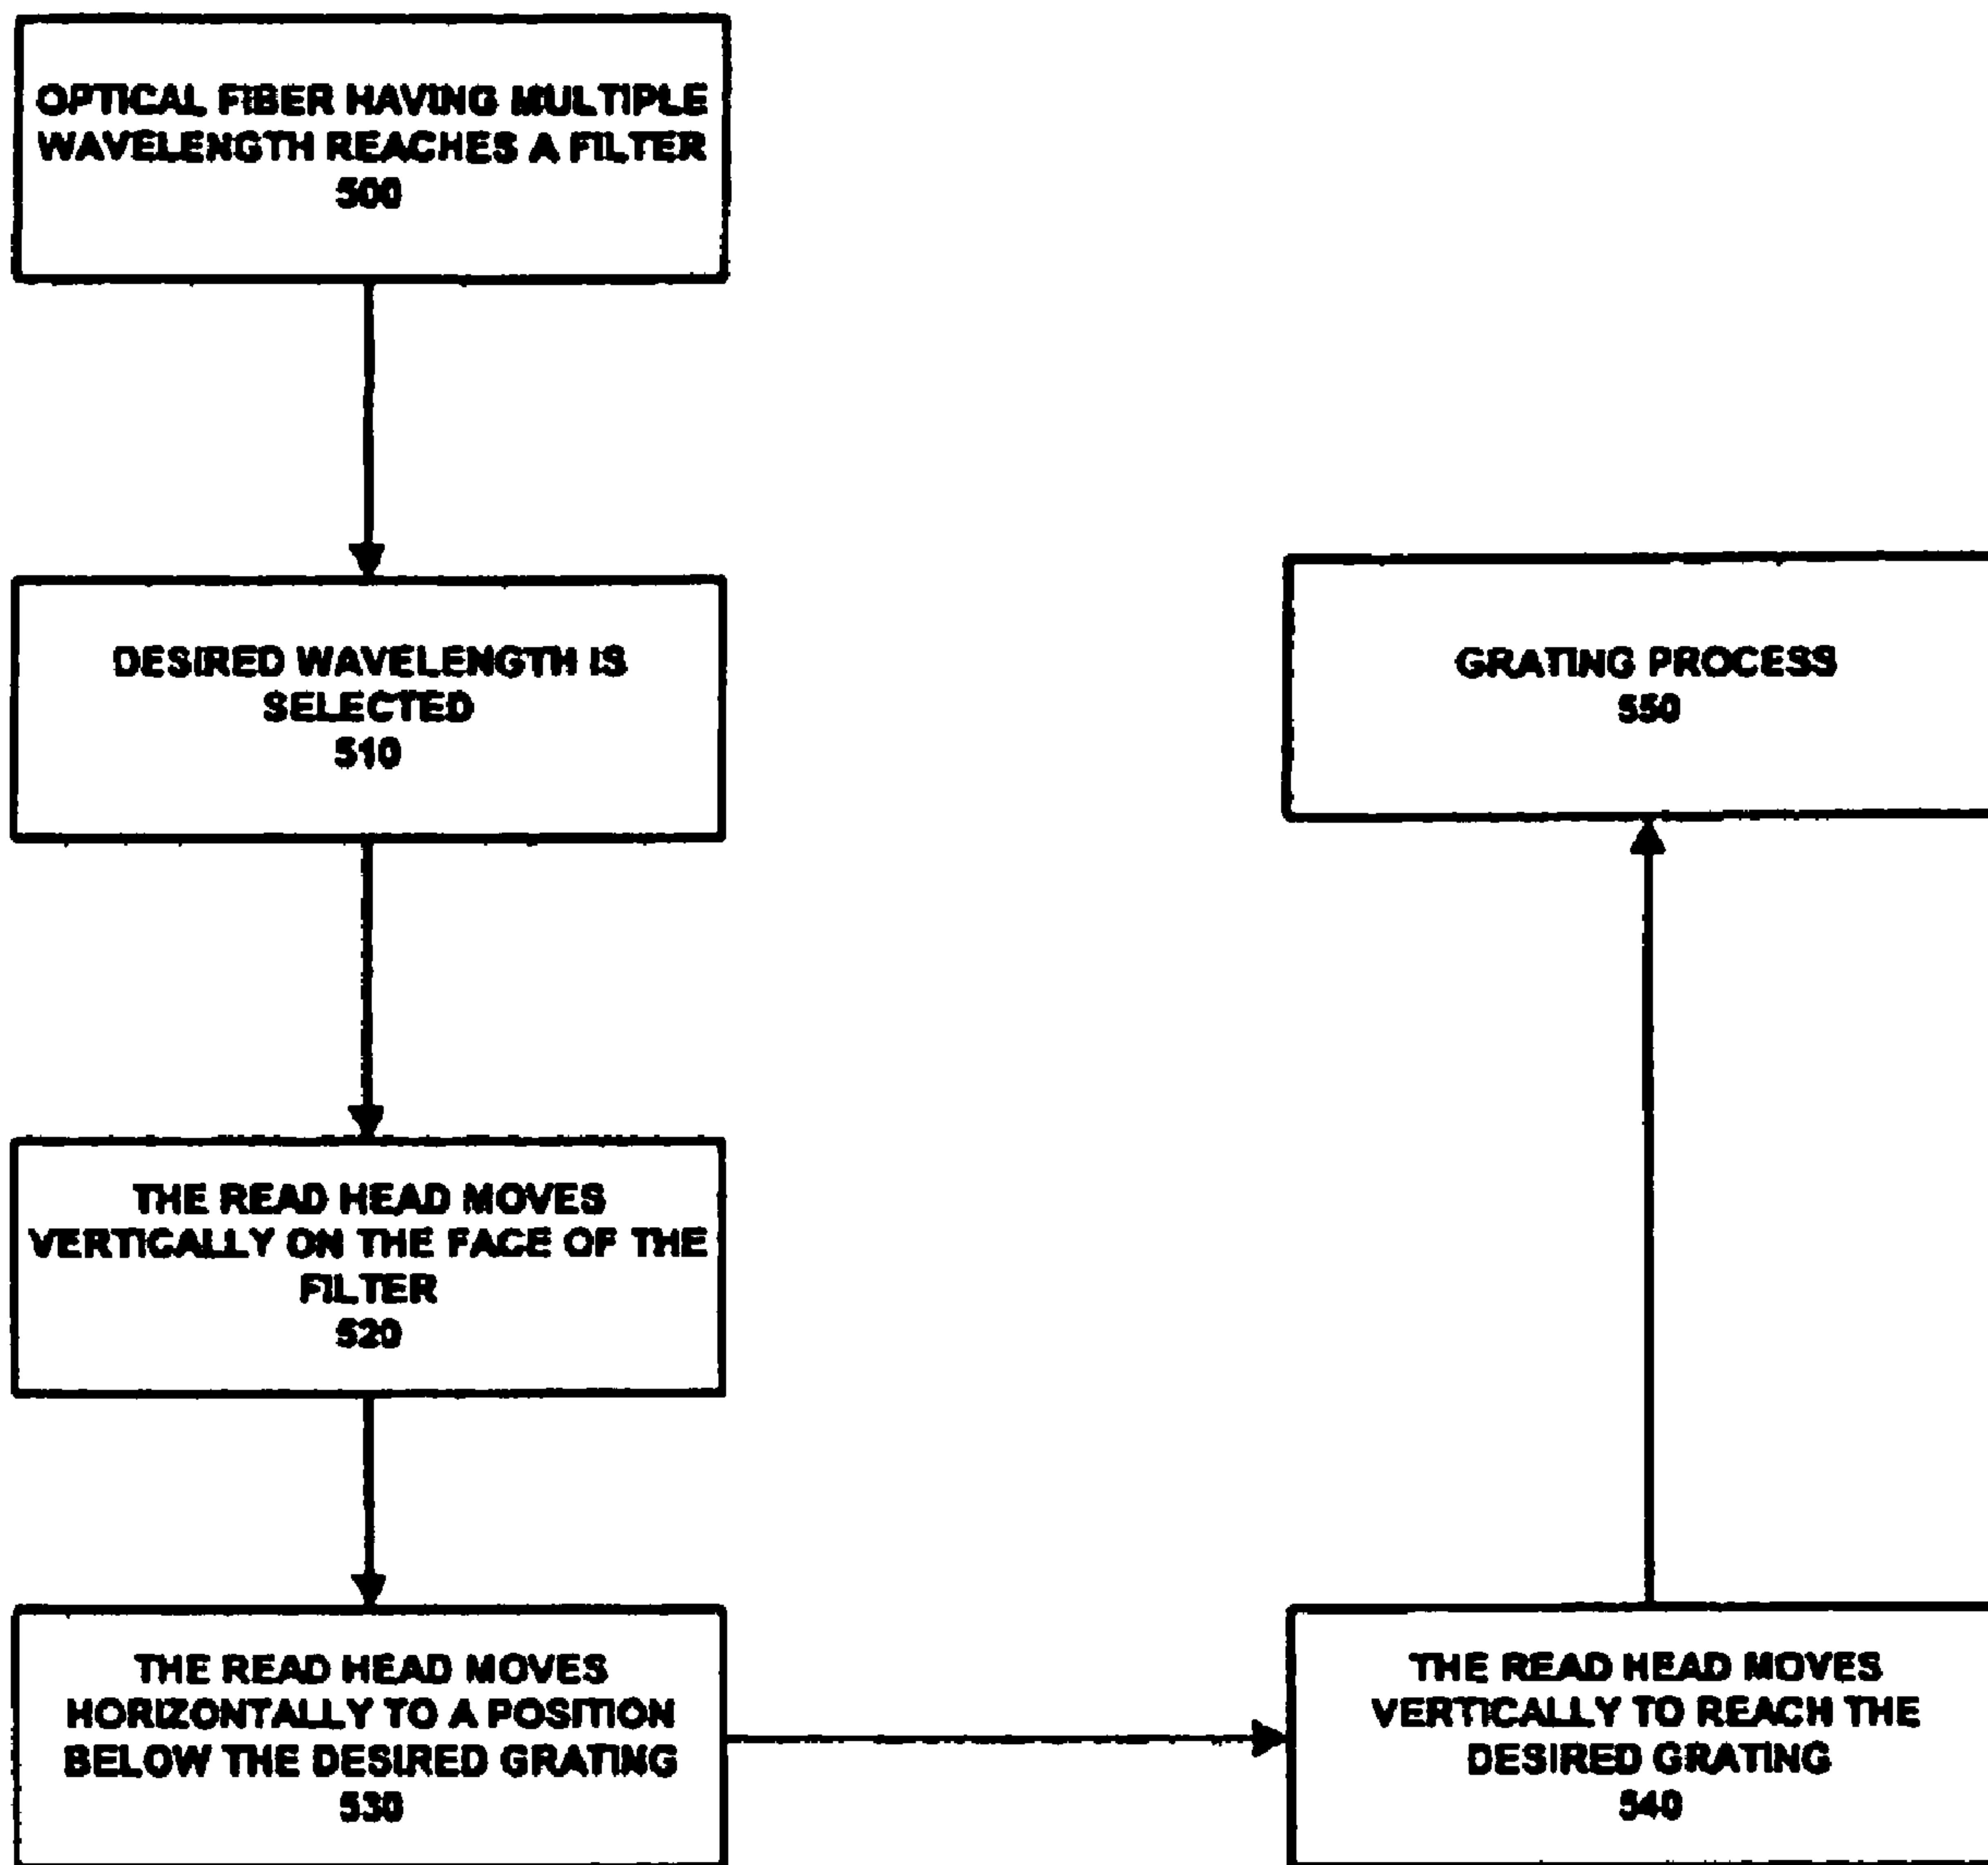 OPTICAL FIBER HAVING MULTIPLE
WAVELENGTH REACHES A FILTER
500
DESIRED WAVELENGTH IS
SELECTED
510
THE READ HEAD MOVES
VERTICALLY ON THE FACE OF THE
FILTER
520
THE READ HEAD MOVES
HORIZONTALLY TO A POSITION
BELOW THE DESIRED GRATING
530
THE READ HEAD MOVES
VERTICALLY TO REACH THE
DESIRED GRATING
540
GRATING PROCESS
550